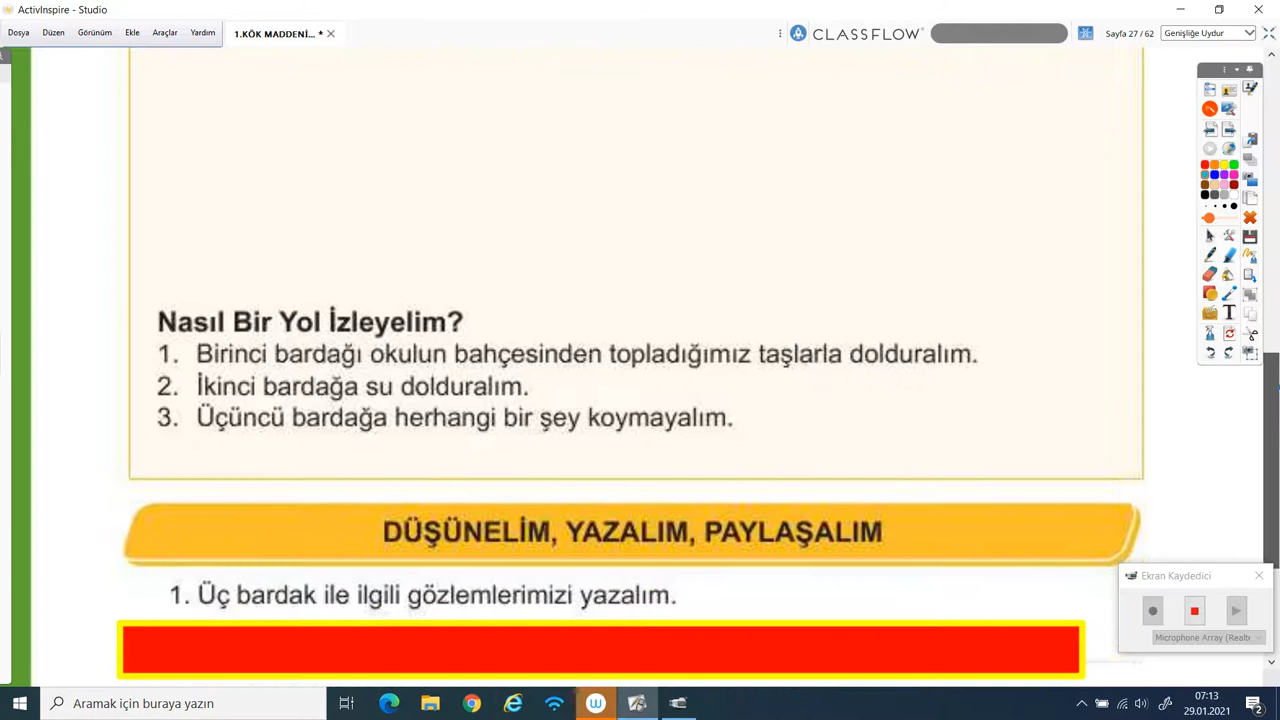 ActivInspire - Studio
Dosya Düzen Görünüm Ekle Araçlar Yardım
1.KÖK MADDENİ... *
CLASSFLOW
Sayfa 27 / 62
Genişliğe Uydur
Nasıl Bir Yol İzleyelim?
1. Birinci bardağı okulun bahçesinden topladığımız taşlarla dolduralım.
2. İkinci bardağa su dolduralım.
3. Üçüncü bardağa herhangi bir şey koymayalım.
DÜŞÜNELİM, YAZALIM, PAYLAŞALIM
1. Üç bardak ile ilgili gözlemlerimizi yazalım.
Ekran Kaydedici
Microphone Array (Realt
Aramak için buraya yazın
07:13
29.01.2021
2